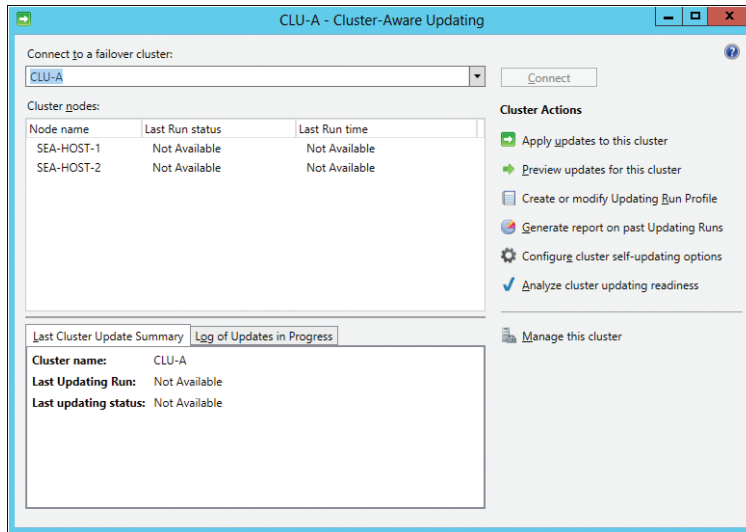 CLU-A - Cluster-Aware Updating
Connect to a failover cluster:
CLU-A
Connect
Cluster nodes:
Node name Last Run status Last Run time
SEA-HOST-1 Not Available Not Available
SEA-HOST-2 Not Available Not Available
Cluster Actions
Apply updates to this cluster
Preview updates for this cluster
Create or modify Updating Run Profile
Generate report on past Updating Runs
Configure cluster self-updating options
Analyze cluster updating readiness
Manage this cluster
Last Cluster Update Summary Log of Updates in Progress
Cluster name: CLU-A
Last Updating Run: Not Available
Last updating status: Not Available